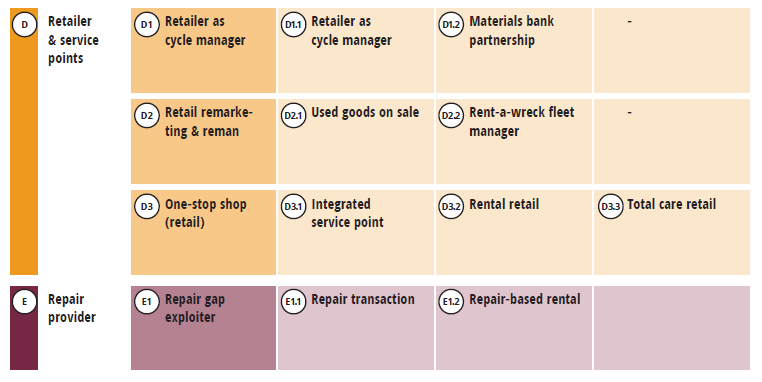 D Retailer & service points
D1 Retailer as cycle manager
D1.1 Retailer as cycle manager
D1.2 Materials bank partnership
-
D2 Retail remarke-
ting & reman
D2.1 Used goods on sale
D2.2 Rent-a-wreck fleet manager
-
D3 One-stop shop (retail)
D3.1 Integrated service point
D3.2 Rental retail
D3.3 Total care retail
E Repair provider
E1 Repair gap exploiter
E1.1 Repair transaction
E1.2 Repair-based rental